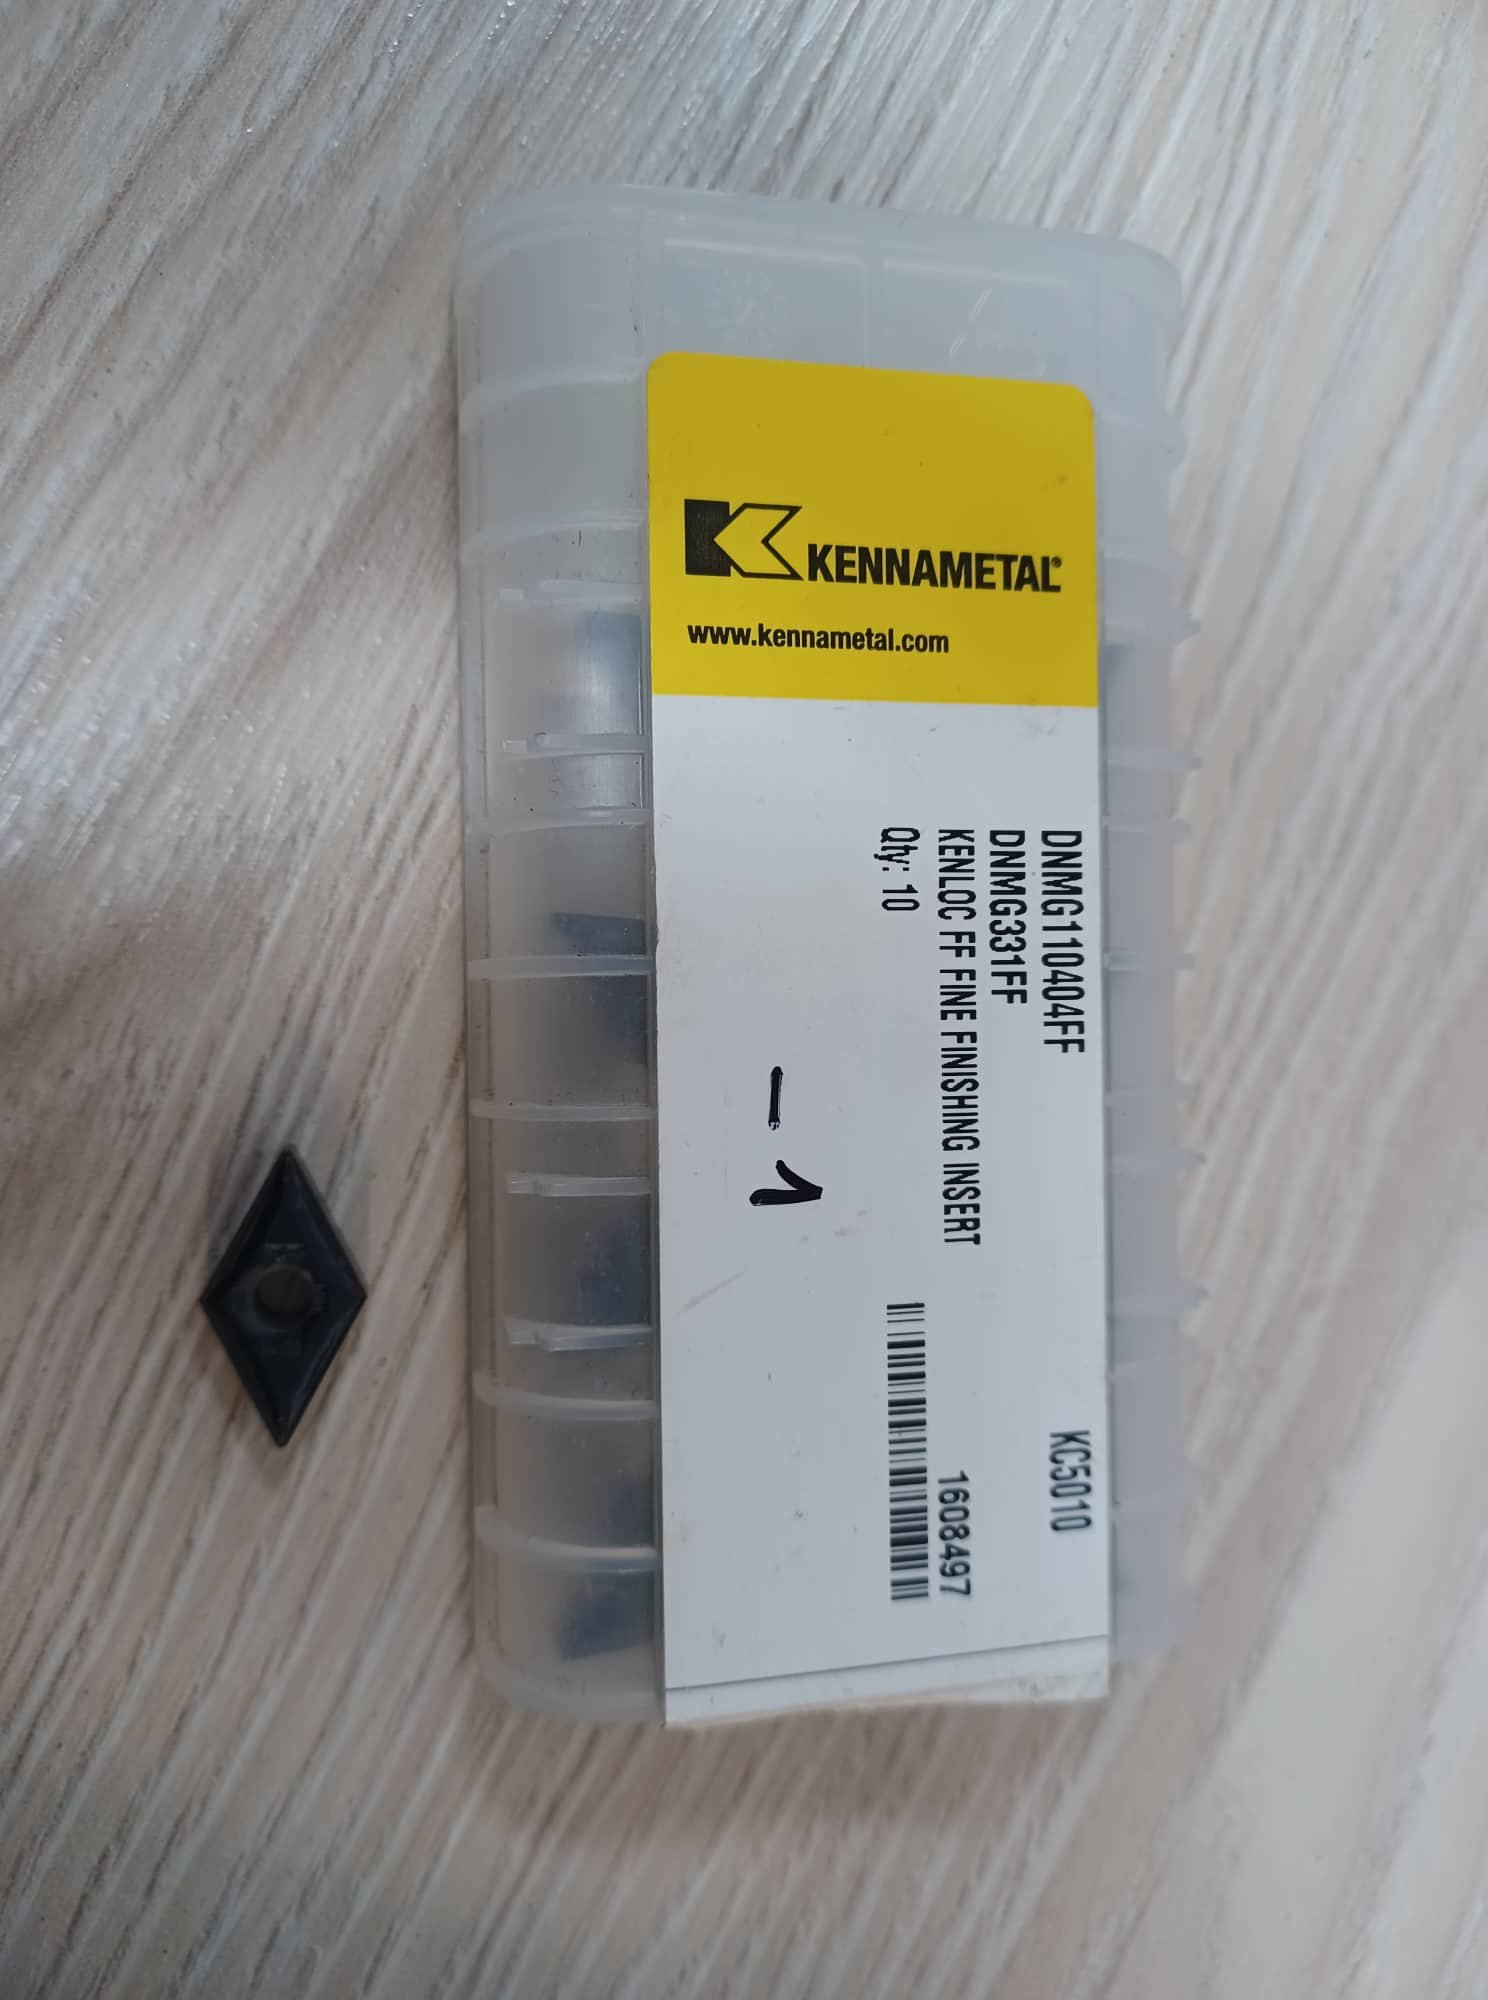 KENNAMETAL®
www.kennametal.com
DNMG110404FF
KC5010
DNMG331FF
KENLOC FF FINE FINISHING INSERT
1608497
Qty: 10
- 1